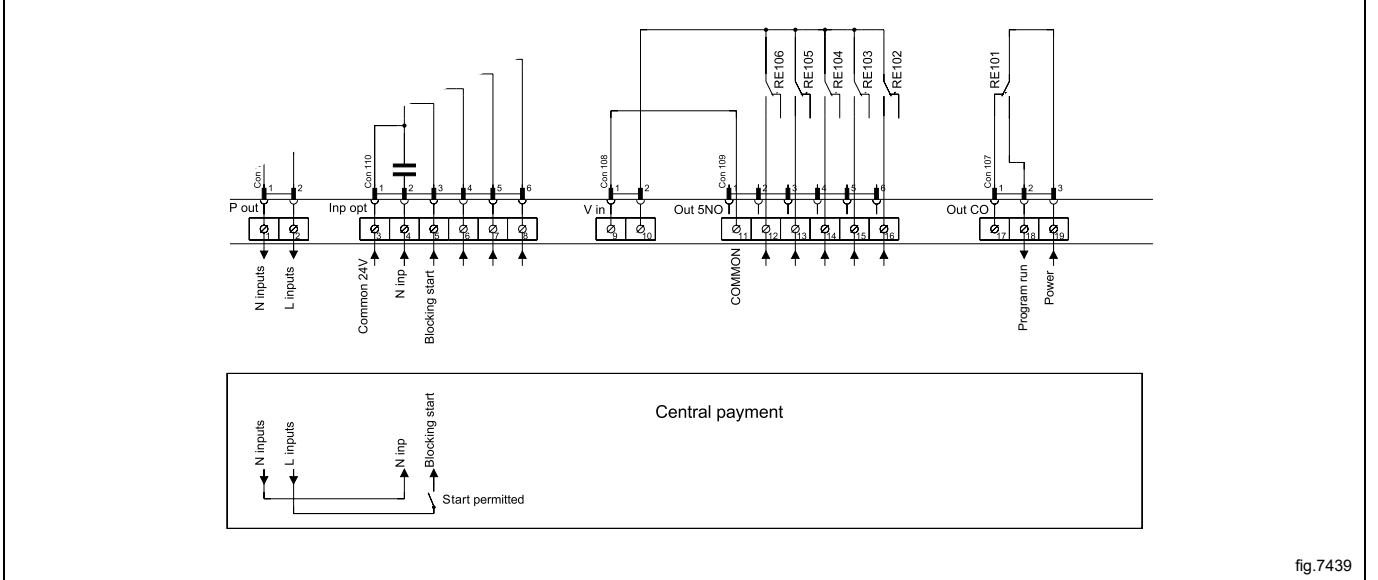 RE106
RE105
RE104
RE103
RE102
RE101
Con
Con 110
Con 108
Con 109
Con 107
1 2
1 2 3 4 5 6
1 2
1 2 3 4 5 6
1 2 3
P out
Inp opt
V in
Out 5NO
Out CO
1 2
3 4 5 6 7 8
9 10
11 12 13 14 15 16
17 18 19
N inputs
L inputs
Common 24V
N inp
Blocking start
COMMON
Program run
Power
Central payment
N inputs
L inputs
N inp
Blocking start
Start permitted
fig.7439